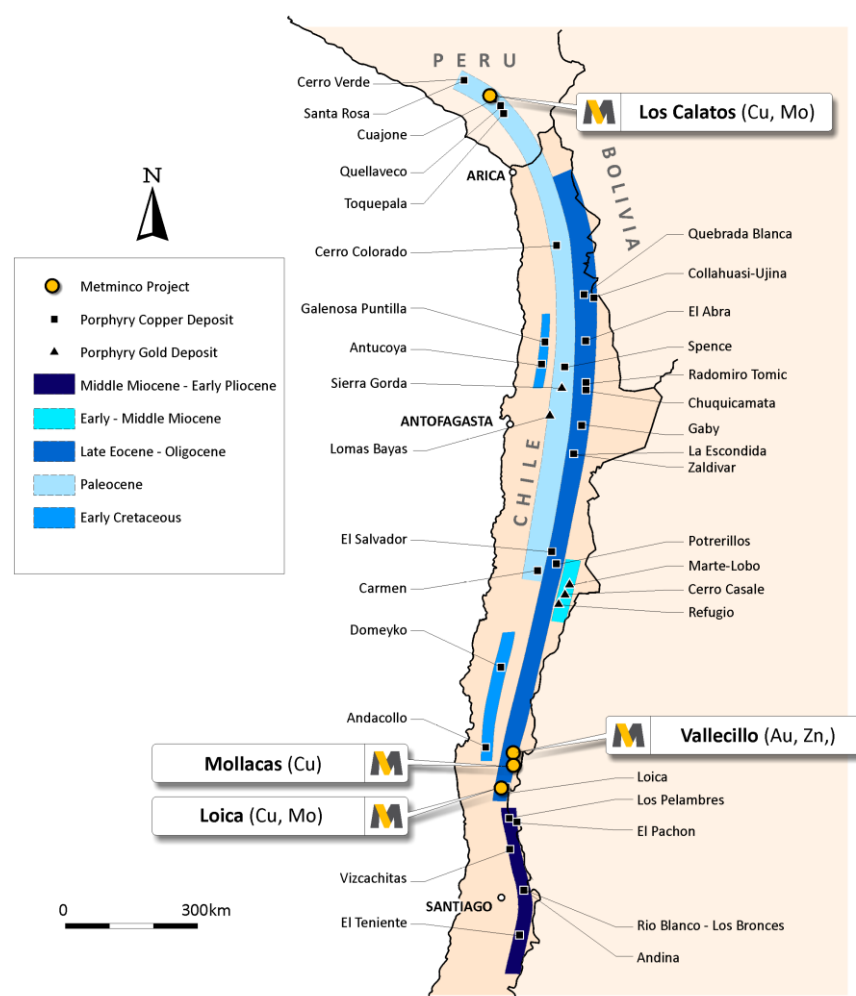 PERU
Cerro Verde
Santa Rosa
Cuajone
Quellaveco
Toquepala
Los Calatos (Cu, Mo)
BOLIVIA
ARICA
N
Cerro Colorado
Quebrada Blanca
Collahuasi-Ujina
Metminco Project
Porphyry Copper Deposit
Porphyry Gold Deposit
Middle Miocene - Early Pliocene
Early - Middle Miocene
Late Eocene - Oligocene
Paleocene
Early Cretaceous
Galenosa Puntilla
Antucoya
Sierra Gorda
ANTOFAGASTA
Lomas Bayas
El Abra
Spence
Radomiro Tomic
Chuquicamata
Gaby
La Escondida
Zaldivar
CHILE
El Salvador
Carmen
Domeyko
Andacollo
Potrerillos
Marte-Lobo
Cerro Casale
Refugio
Vallecillo (Au, Zn,)
Mollacas (Cu)
Loica (Cu, Mo)
Loica
Los Pelambres
El Pachon
Vizcachitas
SANTIAGO
El Teniente
Rio Blanco - Los Bronces
Andina
0 300km